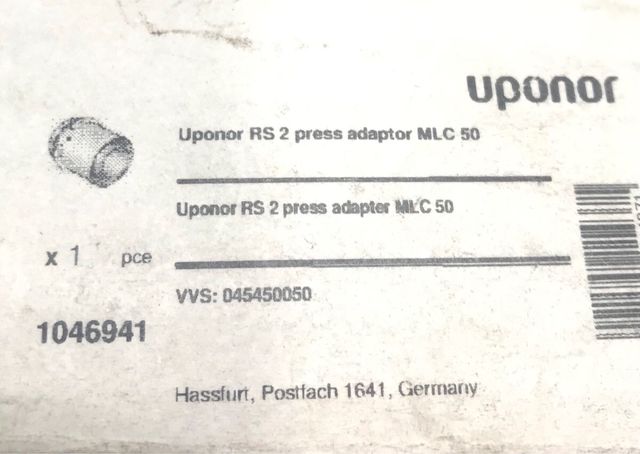 uponor
Uponor RS 2 press adaptor MLC 50
Uponor RS 2 press adapter MLC 50
x 1 pce
VVS: 045450050
1046941
Hassfurt, Postfach 1641, Germany